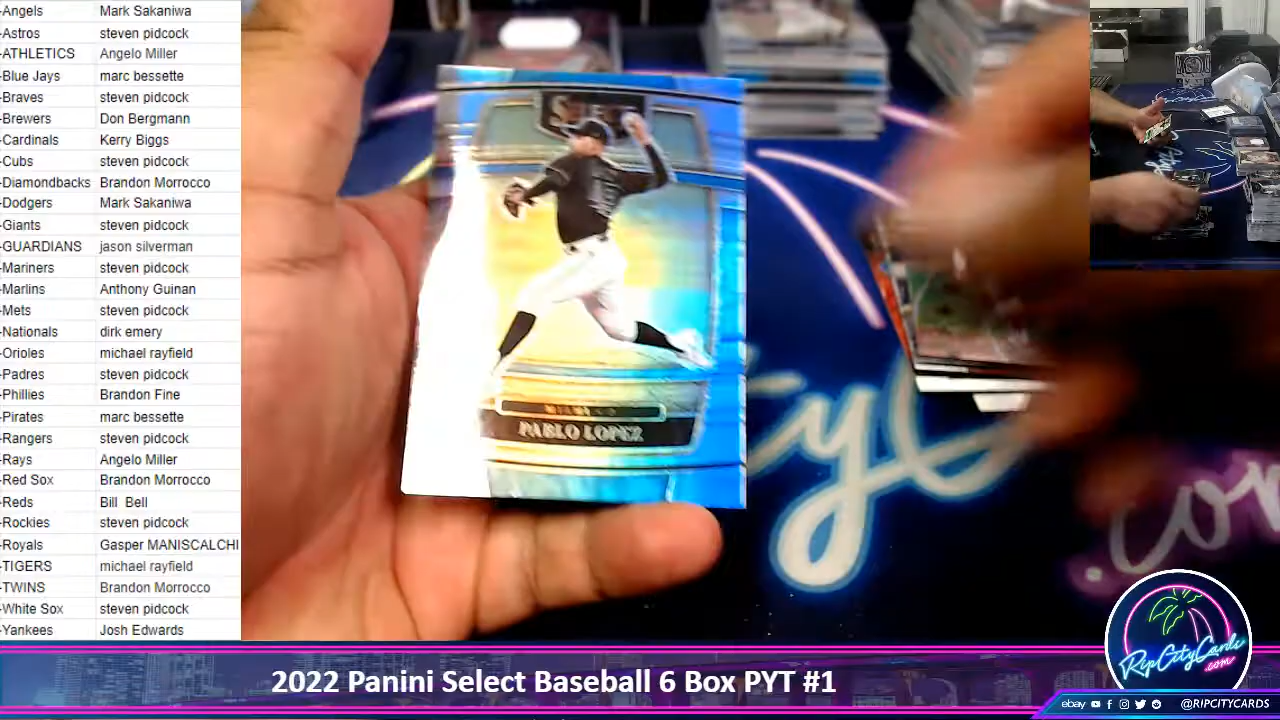 -Angels Mark Sakaniwa
-Astros steven pidcock
-ATHLETICS Angelo Miller
-Blue Jays marc bessette
-Braves steven pidcock
-Brewers Don Bergmann
-Cardinals Kerry Biggs
-Cubs steven pidcock
-Diamondbacks Brandon Morrocco
-Dodgers Mark Sakaniwa
-Giants steven pidcock
-GUARDIANS jason silverman
-Mariners steven pidcock
-Marlins Anthony Guinan
-Mets steven pidcock
-Nationals dirk emery
-Orioles michael rayfield
-Padres steven pidcock
-Phillies Brandon Fine
-Pirates marc bessette
-Rangers steven pidcock
-Rays Angelo Miller
-Red Sox Brandon Morrocco
-Reds Bill Bell
-Rockies steven pidcock
-Royals Gasper MANISCALCHI
-TIGERS michael rayfield
-TWINS Brandon Morrocco
-White Sox steven pidcock
-Yankees Josh Edwards
SELECT
PABLO LOPEZ
.com
RipCityCards
.com
2022 Panini Select Baseball 6 Box PYT #1
ebay @RIPCITYCARDS